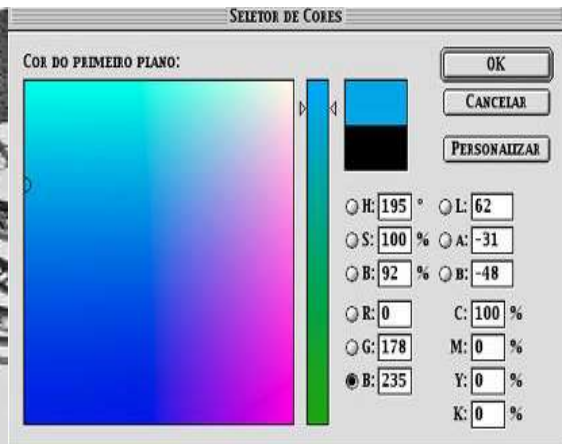 SELETOR DE CORES
COR DO PRIMEIRO PLANO:
OK
CANCELAR
PERSONALIZAR
H: 195 ° L: 62
S: 100 % A: -31
B: 92 % B: -48
R: 0 C: 100 %
G: 178 M: 0 %
B: 235 Y: 0 %
K: 0 %